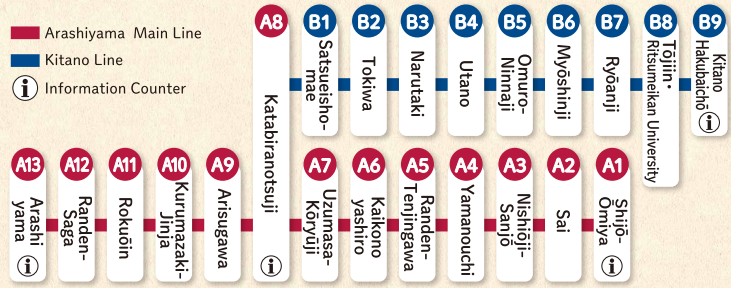 Arashiyama Main Line
Kitano Line
Information Counter
A8
Katabiranotsuji
B1
Satsueisho-
mae
B2
Tokiwa
B3
Narutaki
B4
Utano
B5
Omuro-
Ninnaji
B6
Myōshinji
B7
Ryōanji
B8
Tōjiin・
Ritsumeikan University
B9
Kitano
Hakubaichō
A13
Arashi
yama
A12
Randen-
Saga
A11
Rokuōin
A10
Kurumazaki-
Jinja
A9
Arisugawa
A7
Uzumasa-
Kōryūji
A6
Kaikono
yashiro
A5
Randen-
Tenjingawa
A4
Yamanouchi
A3
Nishiōji-
Sanjō
A2
Sai
A1
Shijō-
Ōmiya